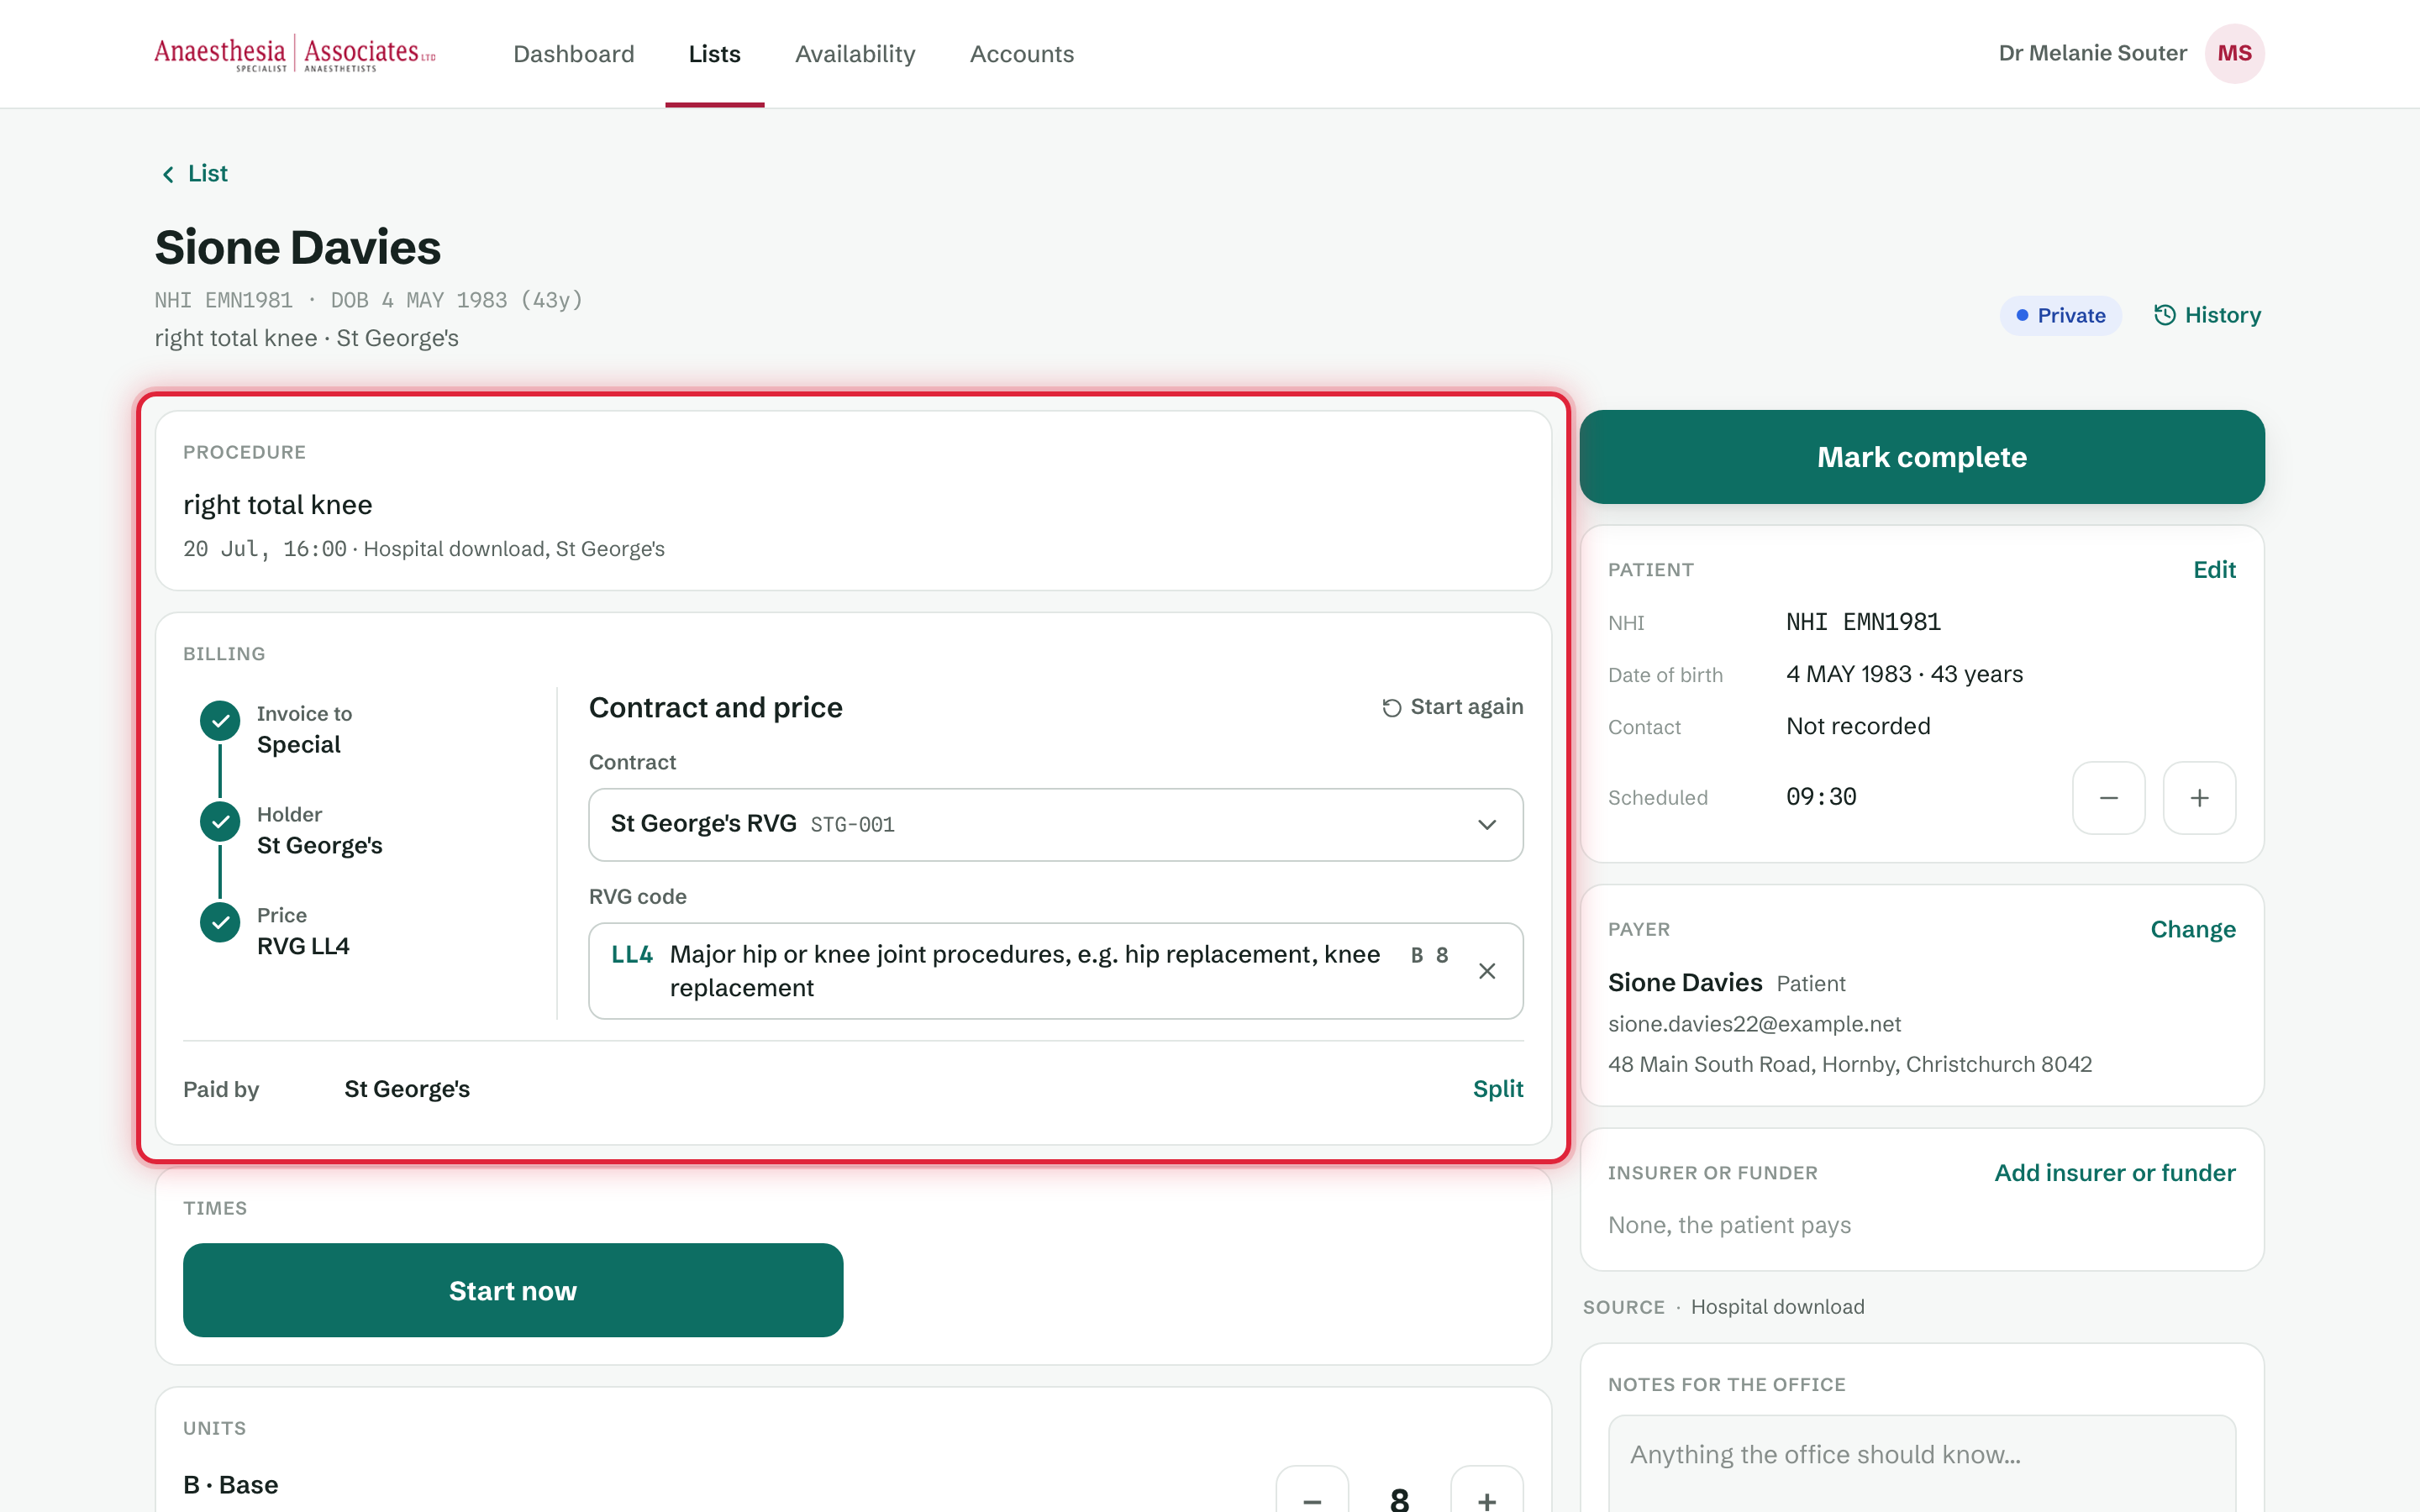 Anaesthesia Associates LTD
SPECIALIST ANAESTHETISTS
Dashboard
Lists
Availability
Accounts
Dr Melanie Souter
MS
List
Sione Davies
NHI EMN1981 · DOB 4 MAY 1983 (43y)
right total knee · St George's
Private
History
PROCEDURE
right total knee
20 Jul, 16:00 · Hospital download, St George's
BILLING
Invoice to
Special
Holder
St George's
Price
RVG LL4
Contract and price
Start again
Contract
St George's RVG STG-001
RVG code
LL4 Major hip or knee joint procedures, e.g. hip replacement, knee B 8
replacement
Paid by St George's Split
TIMES
Start now
UNITS
B · Base
8
Mark complete
PATIENT Edit
NHI NHI EMN1981
Date of birth 4 MAY 1983 · 43 years
Contact Not recorded
Scheduled 09:30
PAYER Change
Sione Davies Patient
sione.davies22@example.net
48 Main South Road, Hornby, Christchurch 8042
INSURER OR FUNDER Add insurer or funder
None, the patient pays
SOURCE · Hospital download
NOTES FOR THE OFFICE
Anything the office should know...